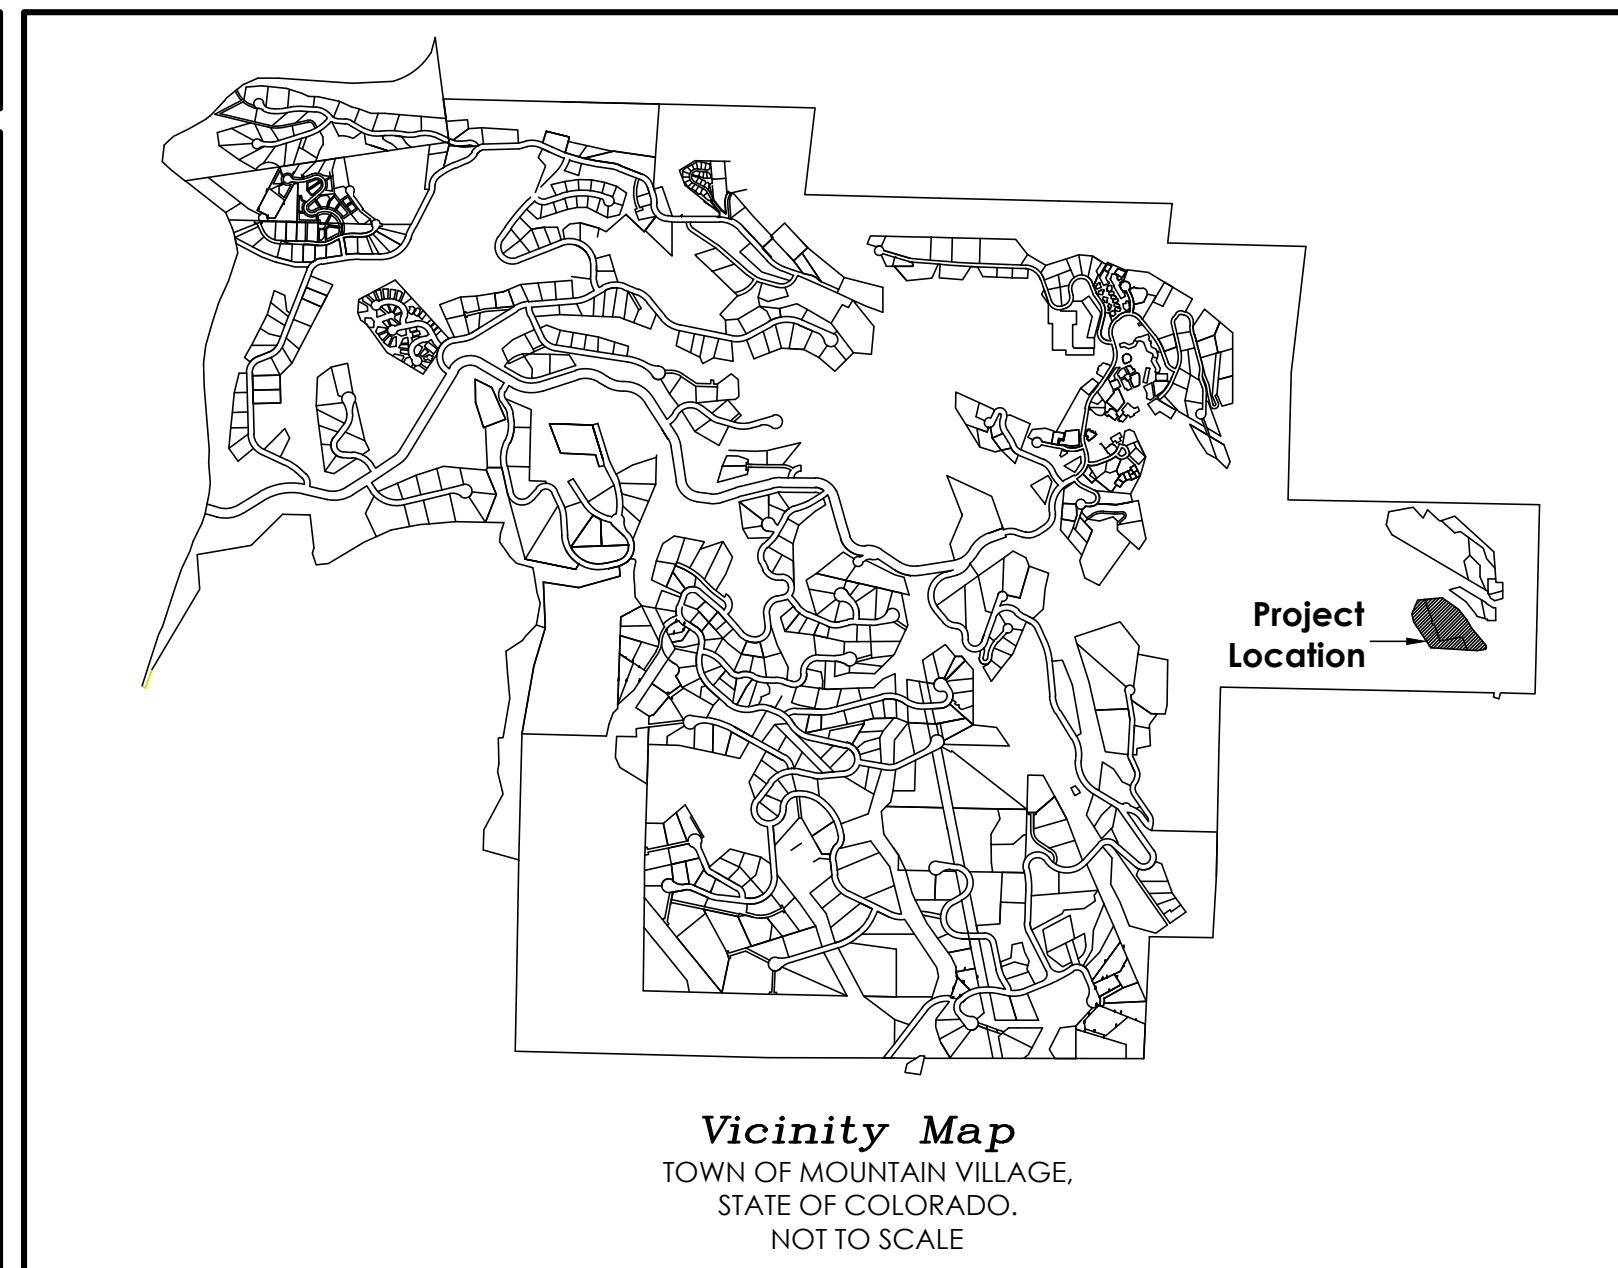 Project
Location
Vicinity Map
TOWN OF MOUNTAIN VILLAGE,
STATE OF COLORADO.
NOT TO SCALE